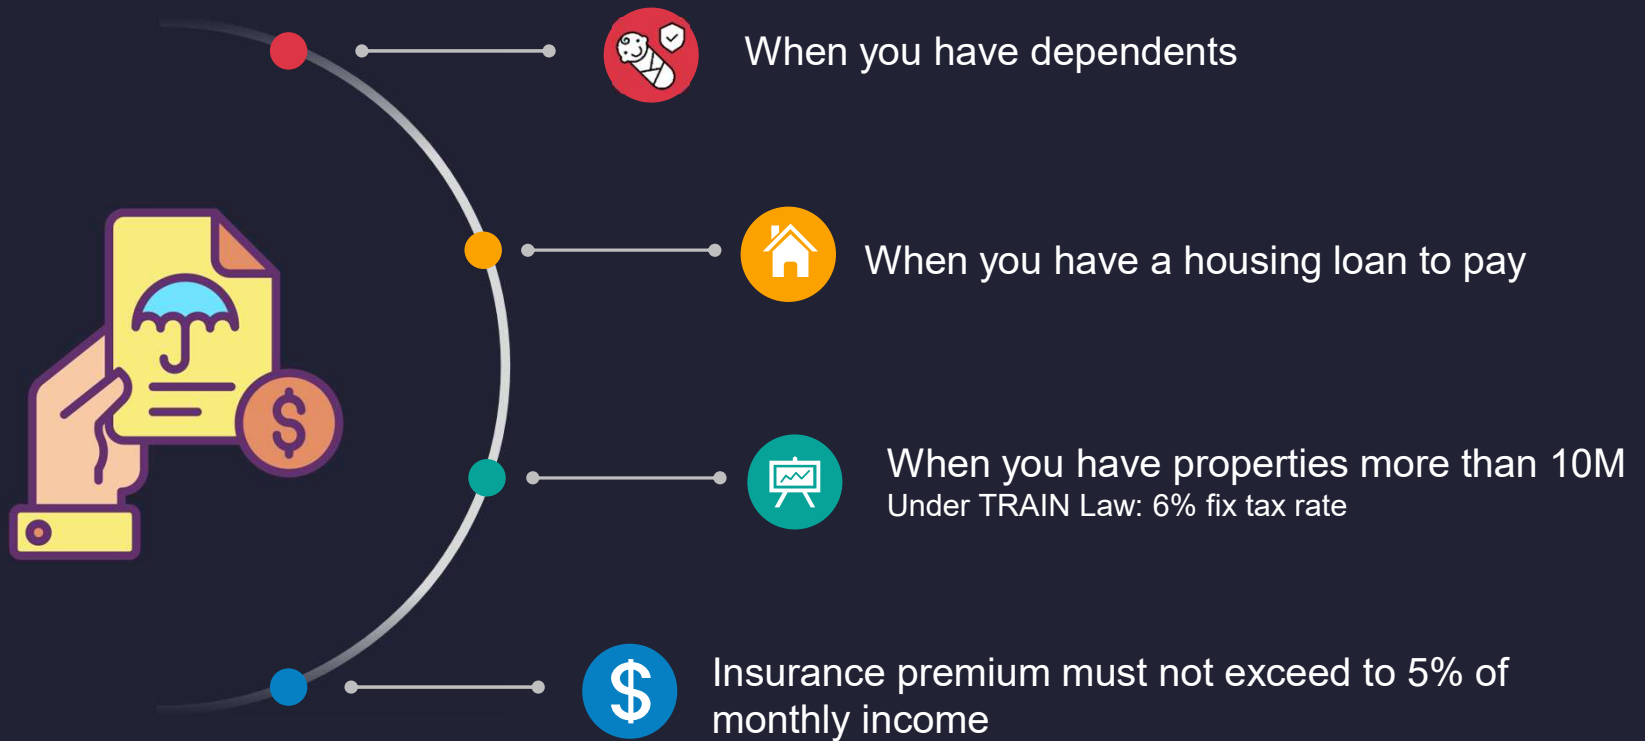 When you have dependents
When you have a housing loan to pay
When you have properties more than 10M
Under TRAIN Law: 6% fix tax rate
Insurance premium must not exceed to 5% of
monthly income